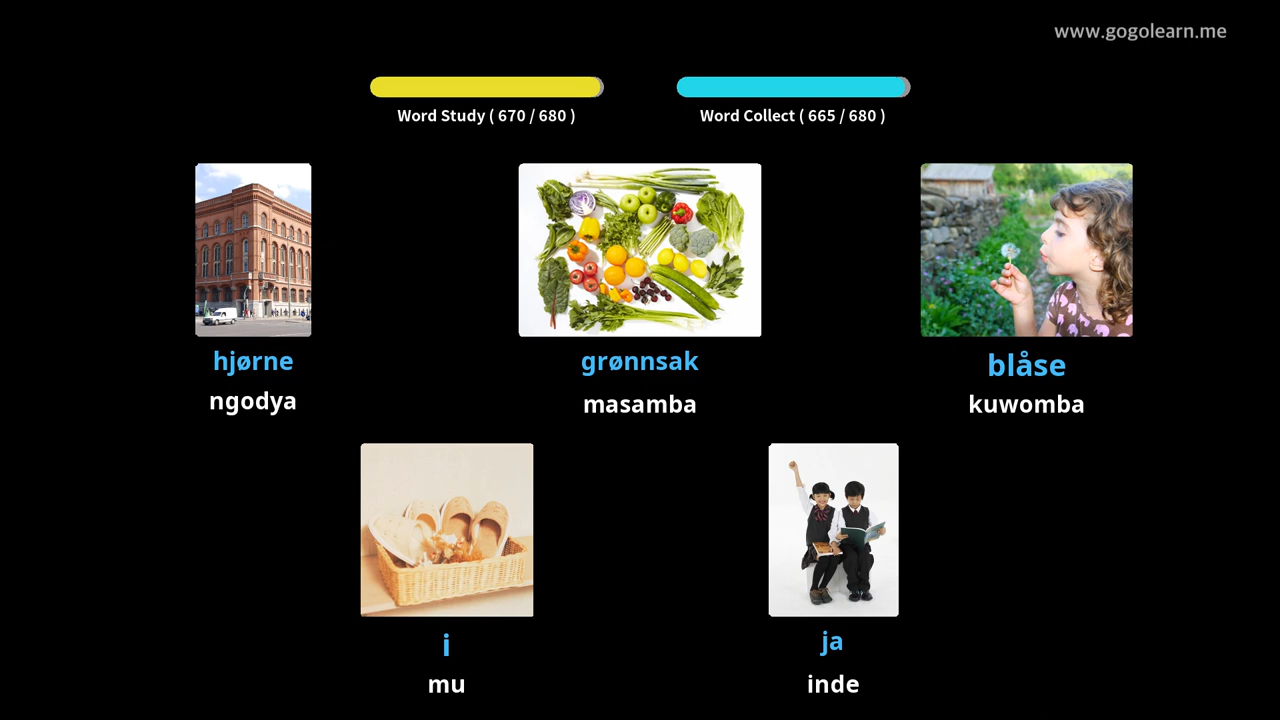 www.gogolearn.me
Word Study ( 670 / 680 )
Word Collect ( 665 / 680 )
hjørne
ngodya
grønnsak
masamba
blåse
kuwomba
i
mu
ja
inde